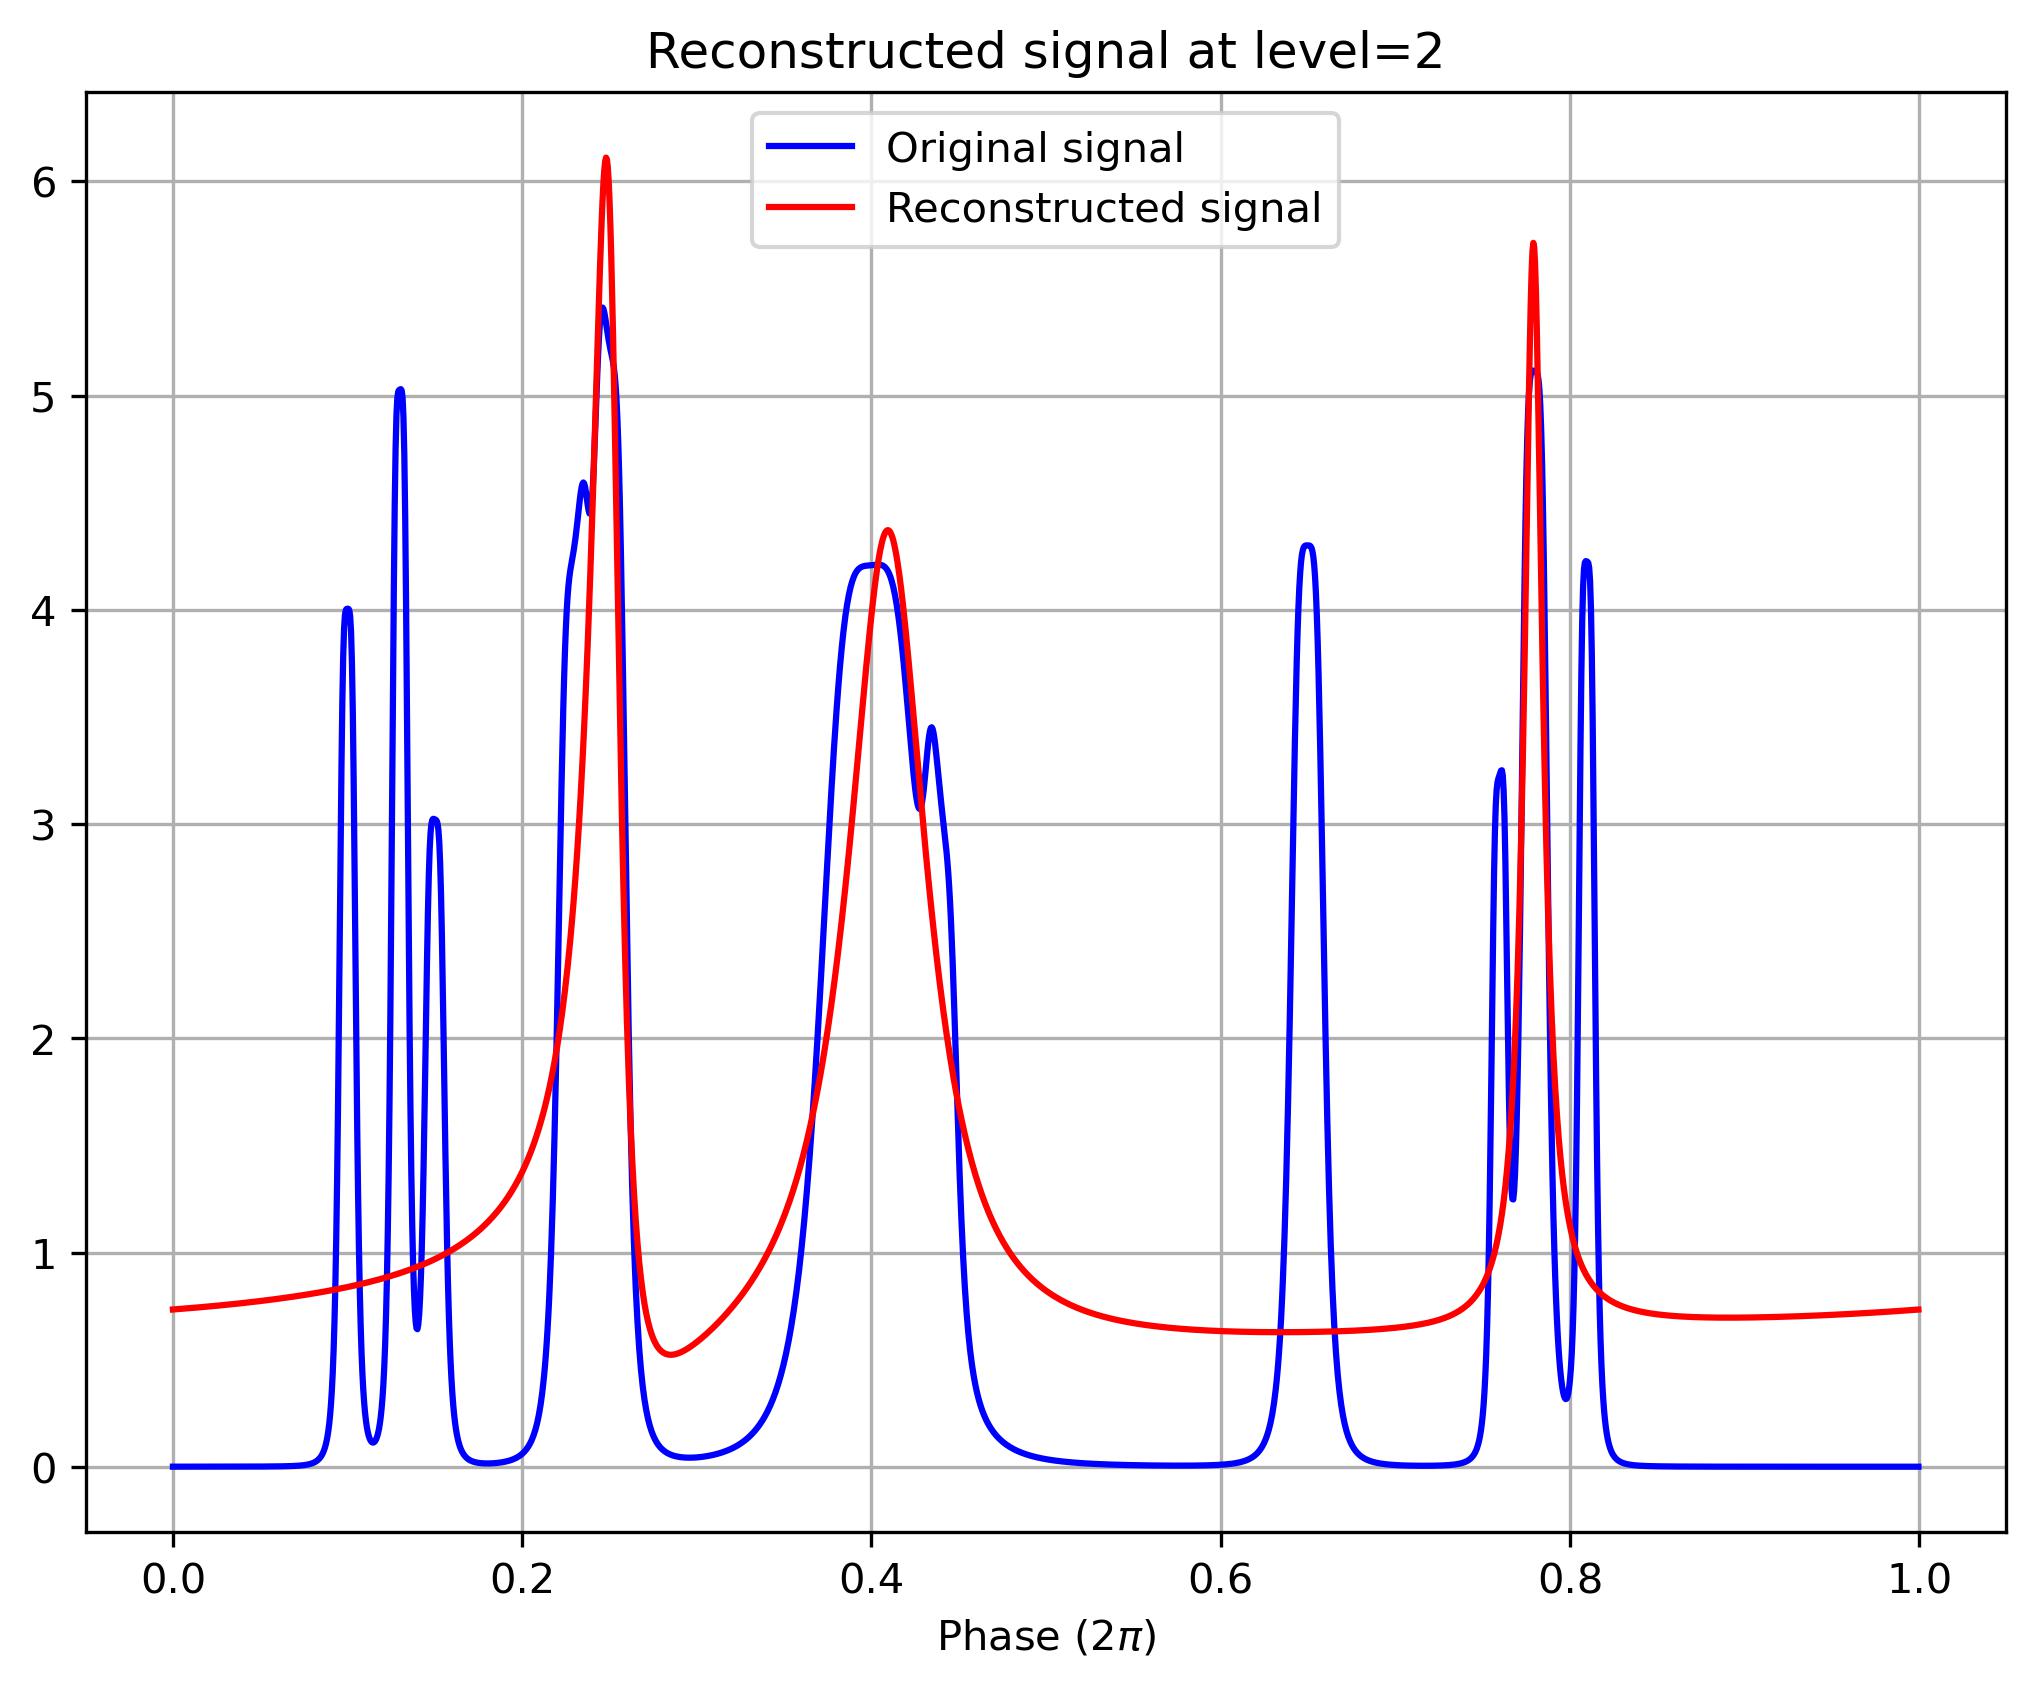 Reconstructed signal at level=2
Original signal
Reconstructed signal
6
5
4
3
2
1
0
0.0 0.2 0.4 0.6 0.8 1.0
Phase (2π)